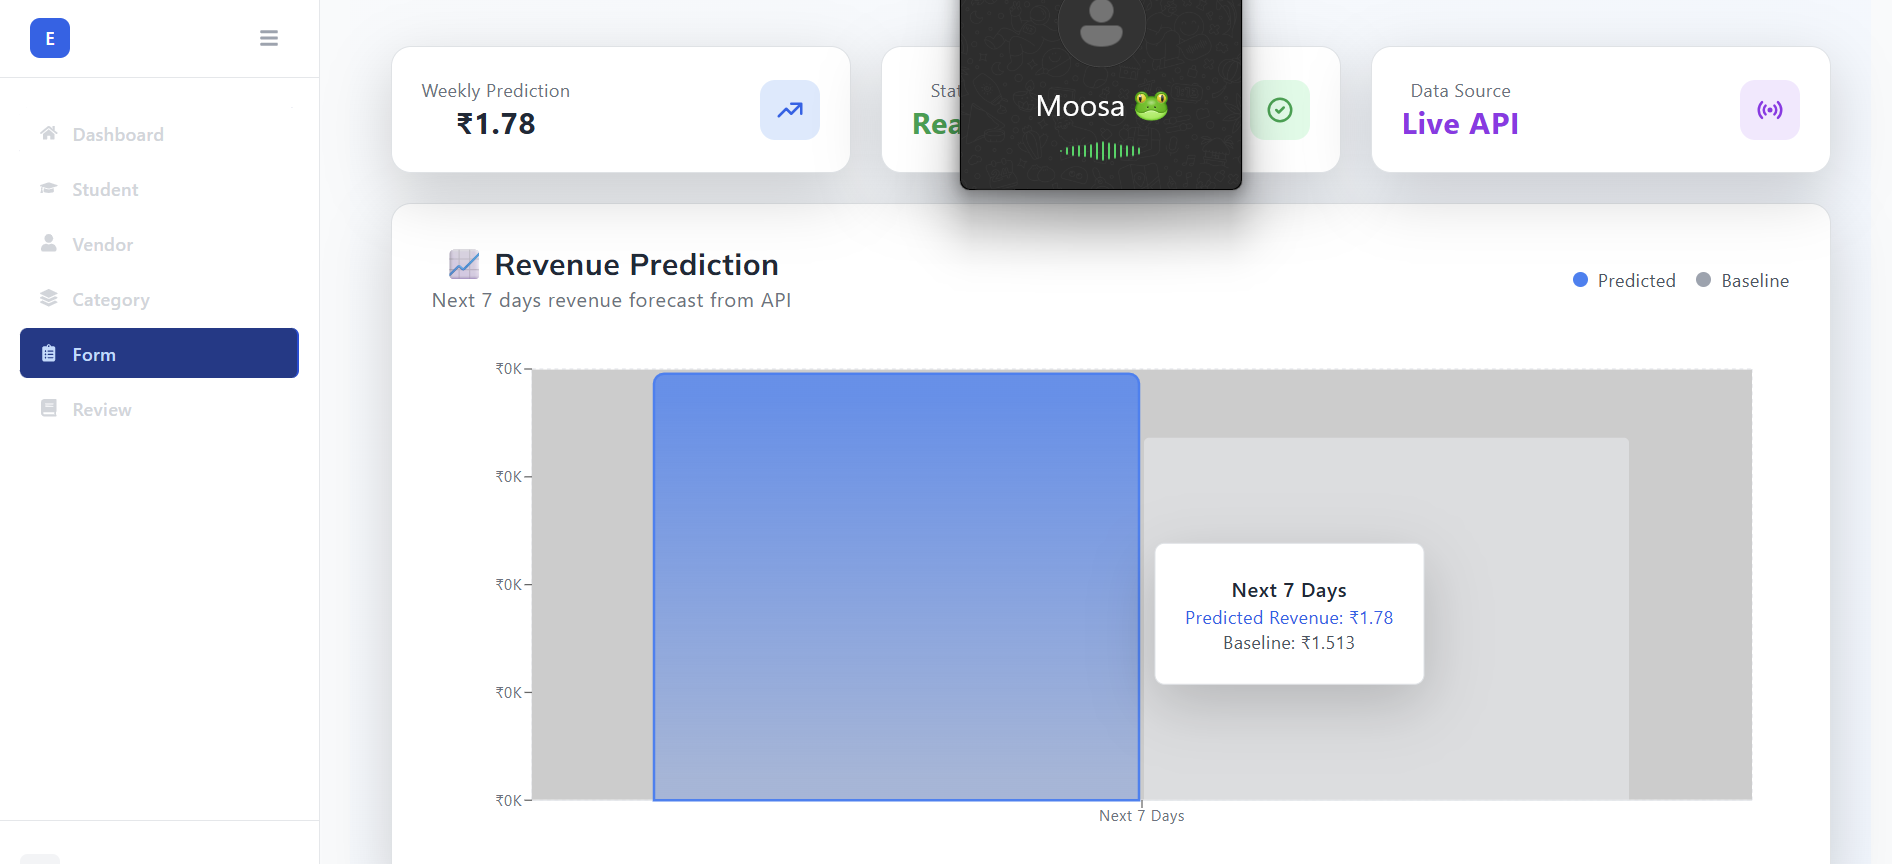 E
Dashboard
Student
Vendor
Category
Form
Review
Weekly Prediction
₹1.78
Moosa 🐸
Data Source
Live API
📈 Revenue Prediction
Next 7 days revenue forecast from API
Predicted
Baseline
₹0K
₹0K
₹0K
₹0K
₹0K
Next 7 Days
Predicted Revenue: ₹1.78
Baseline: ₹1.513
Next 7 Days